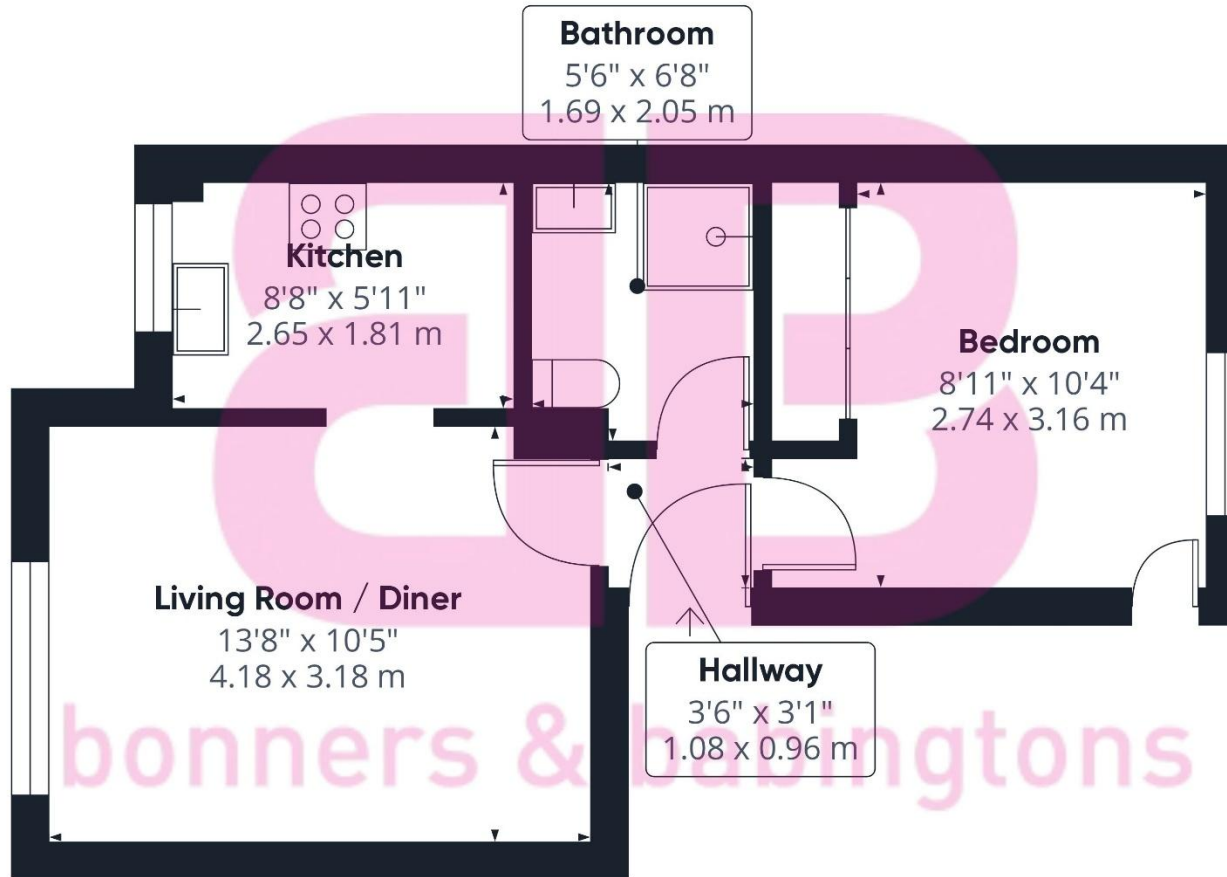 Bathroom
5'6" x 6'8"
1.69 x 2.05 m
Kitchen
8'8" x 5'11"
2.65 x 1.81 m
Bedroom
8'11" x 10'4"
2.74 x 3.16 m
Living Room / Diner
13'8" x 10'5"
4.18 x 3.18 m
Hallway
3'6" x 3'1"
1.08 x 0.96 m
BB
bonners & babingtons